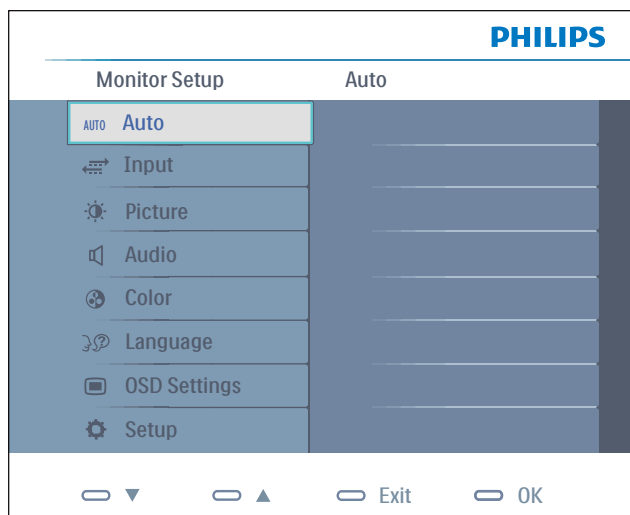 PHILIPS
Monitor Setup Auto
AUTO Auto
Input
Picture
Audio
Color
Language
OSD Settings
Setup
▼ ▲ Exit OK